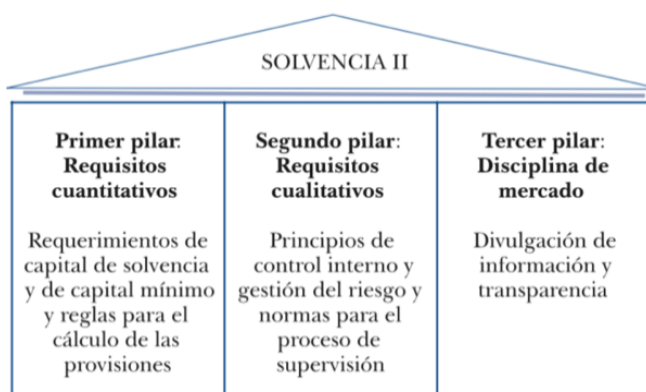 SOLVENCIA II
Primer pilar:
Requisitos
cuantitativos
Requerimientos de
capital de solvencia
y de capital mínimo
y reglas para el
cálculo de las
provisiones
Segundo pilar:
Requisitos
cualitativos
Principios de
control interno y
gestión del riesgo y
normas para el
proceso de
supervisión
Tercer pilar:
Disciplina de
mercado
Divulgación de
información y
transparencia